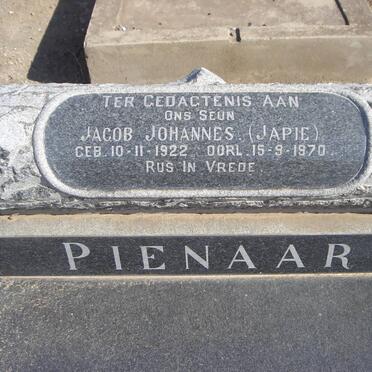 TER GEDAGTENIS AAN
ONS SEUN
JACOB JOHANNES. (JAPIE)
GEB. 10-11-1922 OORL. 15-9-1970
RUS IN VREDE.
PIENAAR